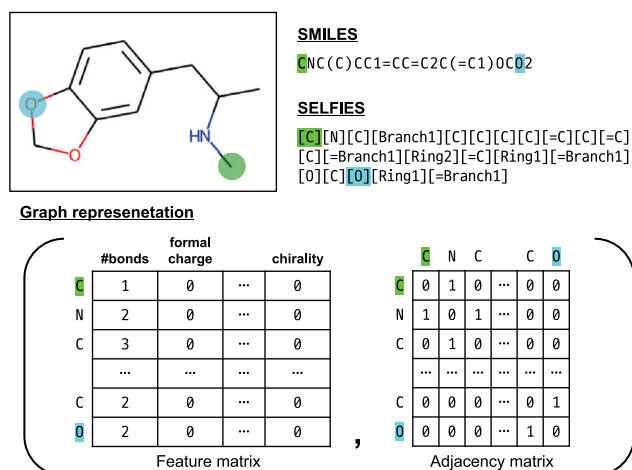 SMILES
CNC(C)CC1=CC=C2C(=C1)OCO2
SELFIES
[C][N][C][Branch1][C][C][C][C][=C][C][=C]
[C][=Branch1][Ring2][=C][Ring1][=Branch1]
[O][C][O][Ring1][=Branch1]
O
O
HN
Graph represenetation
#bonds formal charge ... chirality
C 1 0 ... 0
N 2 0 ... 0
C 3 0 ... 0
... ... ... ...
C 2 0 ... 0
O 2 0 ... 0
Feature matrix
,
C N C C O
C 0 1 0 ... 0 0
N 1 0 1 ... 0 0
C 0 1 0 ... 0 0
... ... ... ... ... ...
C 0 0 0 ... 0 1
O 0 0 0 ... 1 0
Adjacency matrix